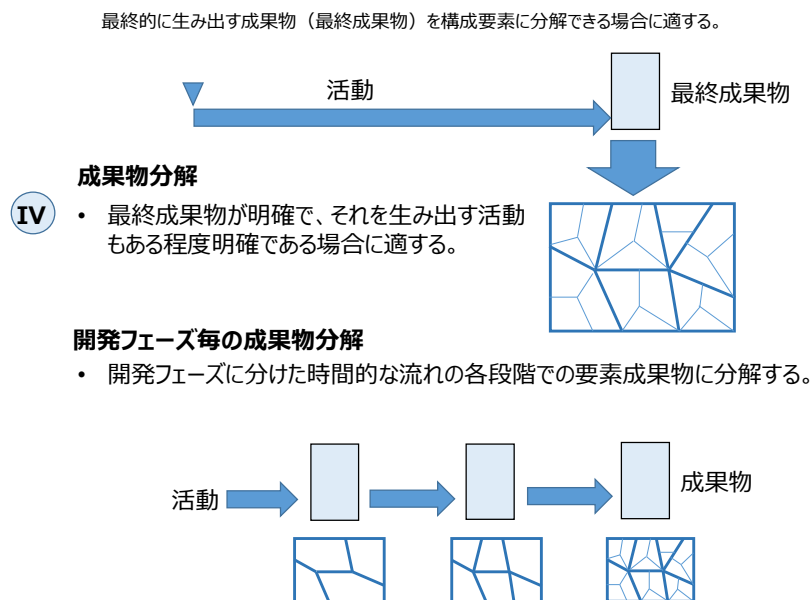 最終的に生み出す成果物（最終成果物）を構成要素に分解できる場合に適する。
活動
最終成果物
成果物分解
IV
• 最終成果物が明確で、それを生み出す活動
もある程度明確である場合に適する。
開発フェーズ毎の成果物分解
• 開発フェーズに分けた時間的な流れの各段階での要素成果物に分解する。
活動
成果物